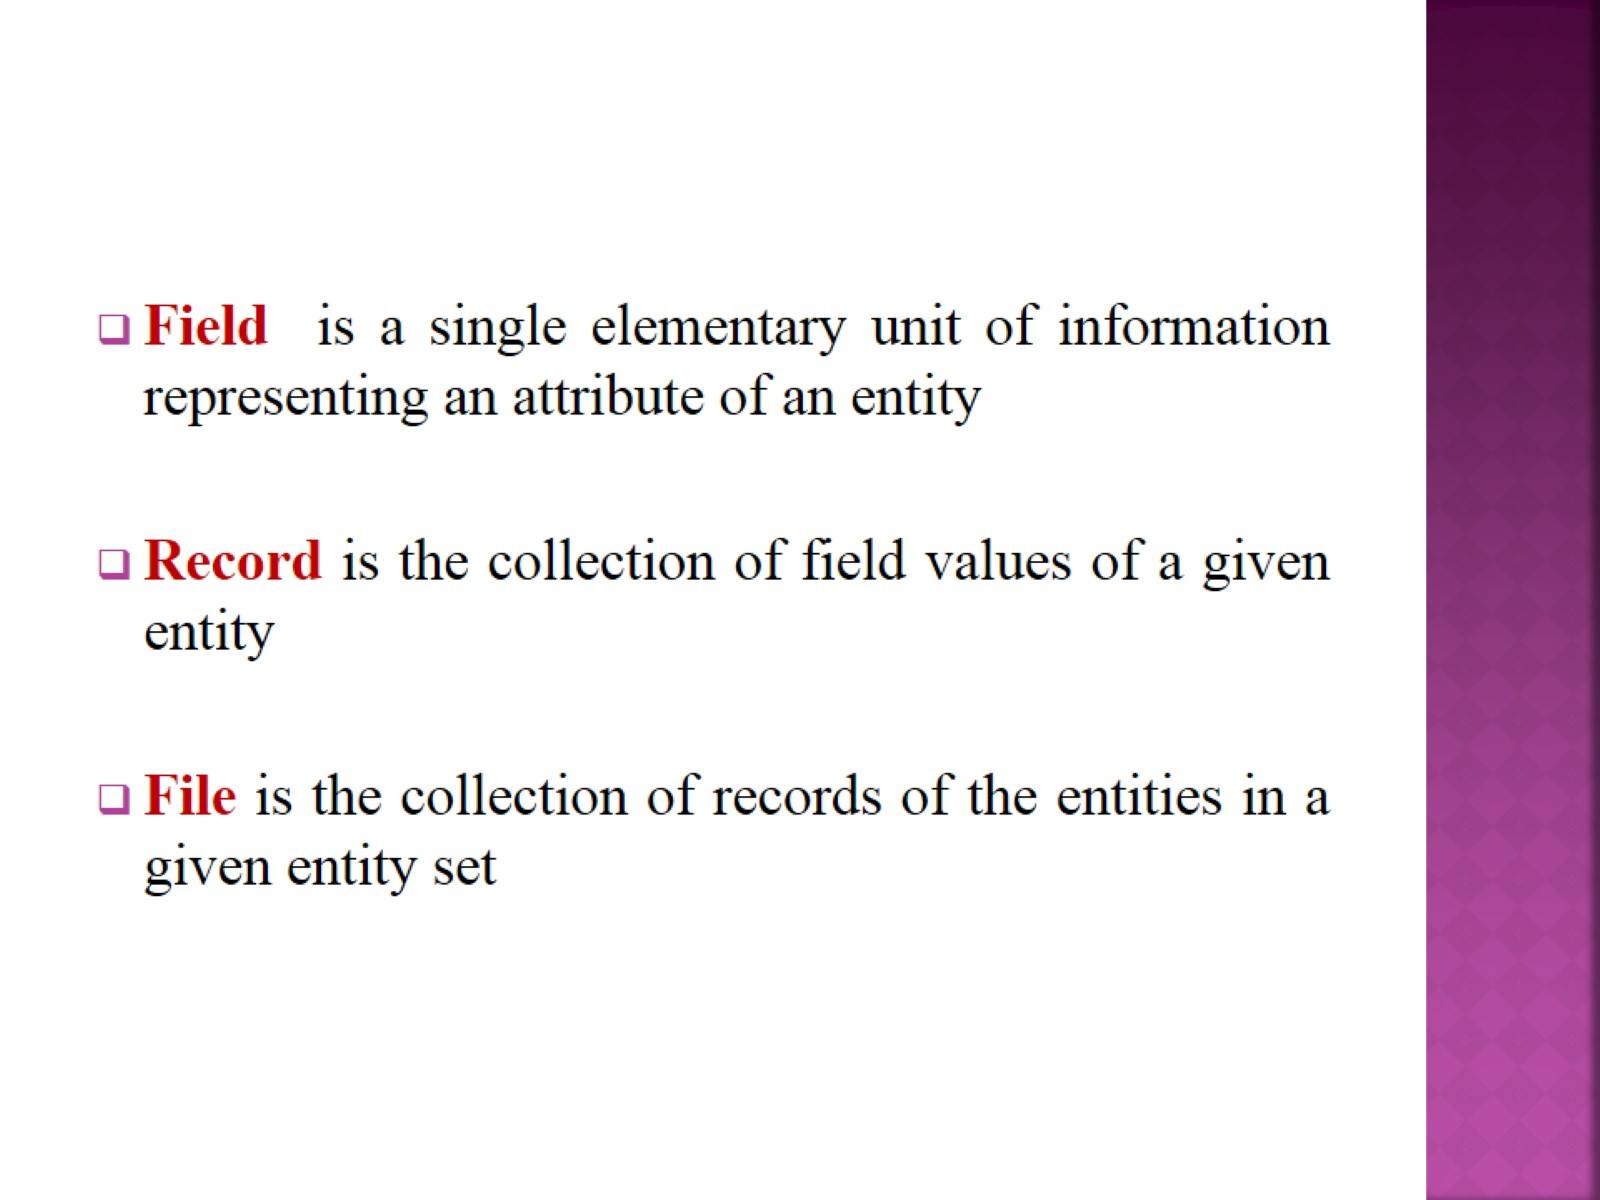 Field is a single elementary unit of information
representing an attribute of an entity
Record is the collection of field values of a given
entity
File is the collection of records of the entities in a
given entity set